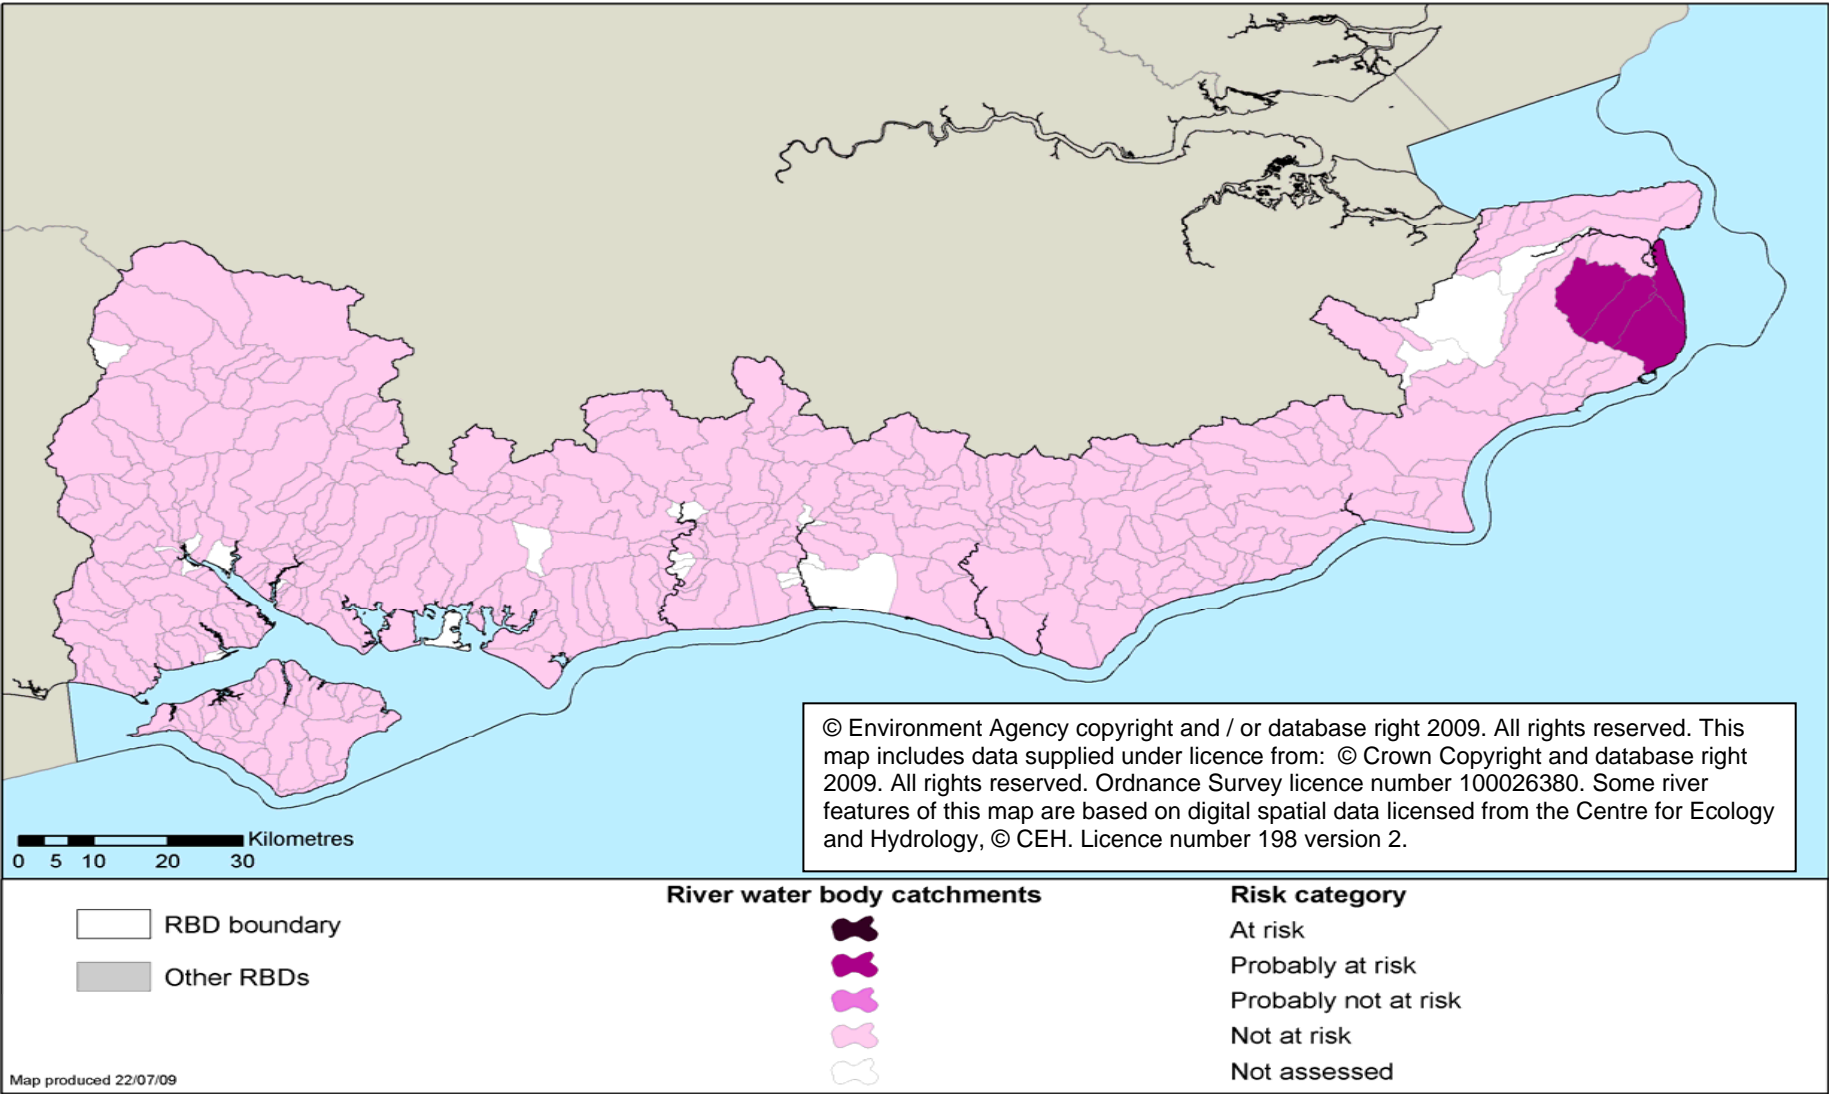 © Environment Agency copyright and / or database right 2009. All rights reserved. This
map includes data supplied under licence from:  © Crown Copyright and database right
2009. All rights reserved. Ordnance Survey licence number 100026380. Some river
features of this map are based on digital spatial data licensed from the Centre for Ecology
and Hydrology, © CEH. Licence number 198 version 2.
Kilometres
0 5 10 20 30
River water body catchments
Risk category
RBD boundary
Other RBDs
At risk
Probably at risk
Probably not at risk
Not at risk
Not assessed
Map produced 22/07/09